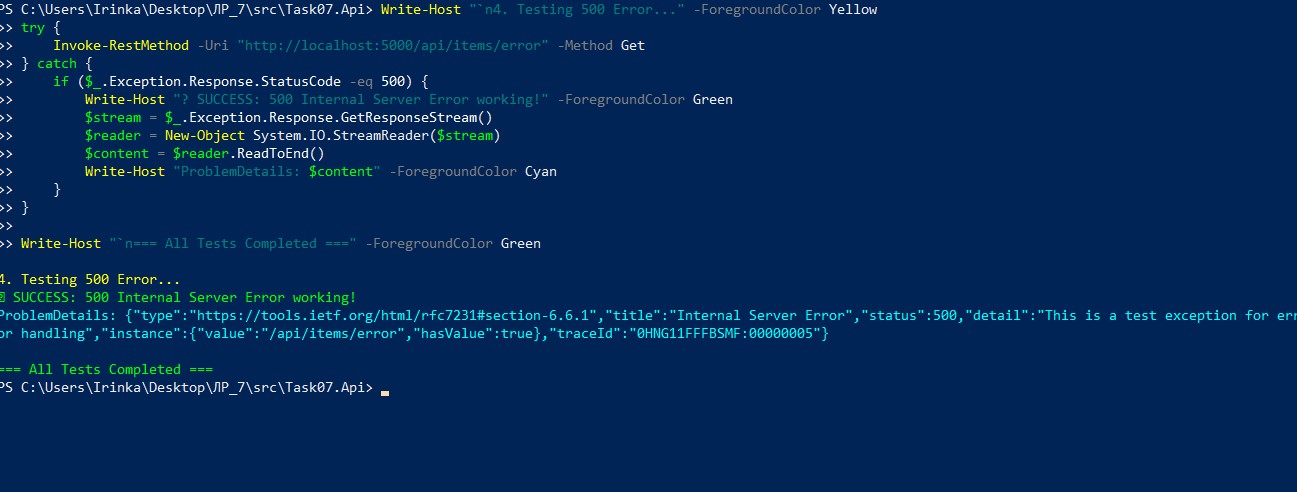 PS C:\Users\Irinka\Desktop\ЛР_7\src\Task07.Api> Write-Host "`n4. Testing 500 Error..." -ForegroundColor Yellow
>> try {
>>     Invoke-RestMethod -Uri "http://localhost:5000/api/items/error" -Method Get
>> } catch {
>>     if ($_.Exception.Response.StatusCode -eq 500) {
>>         Write-Host "? SUCCESS: 500 Internal Server Error working!" -ForegroundColor Green
>>         $stream = $_.Exception.Response.GetResponseStream()
>>         $reader = New-Object System.IO.StreamReader($stream)
>>         $content = $reader.ReadToEnd()
>>         Write-Host "ProblemDetails: $content" -ForegroundColor Cyan
>>     }
>> }
>>
>> Write-Host "`n=== All Tests Completed ===" -ForegroundColor Green
4. Testing 500 Error...
SUCCESS: 500 Internal Server Error working!
ProblemDetails: {"type":"https://tools.ietf.org/html/rfc7231#section-6.6.1","title":"Internal Server Error","status":500,"detail":"This is a test exception for err
or handling","instance":{"value":"/api/items/error","hasValue":true},"traceId":"0HNG11FFFBSMF:00000005"}
=== All Tests Completed ===
PS C:\Users\Irinka\Desktop\ЛР_7\src\Task07.Api>